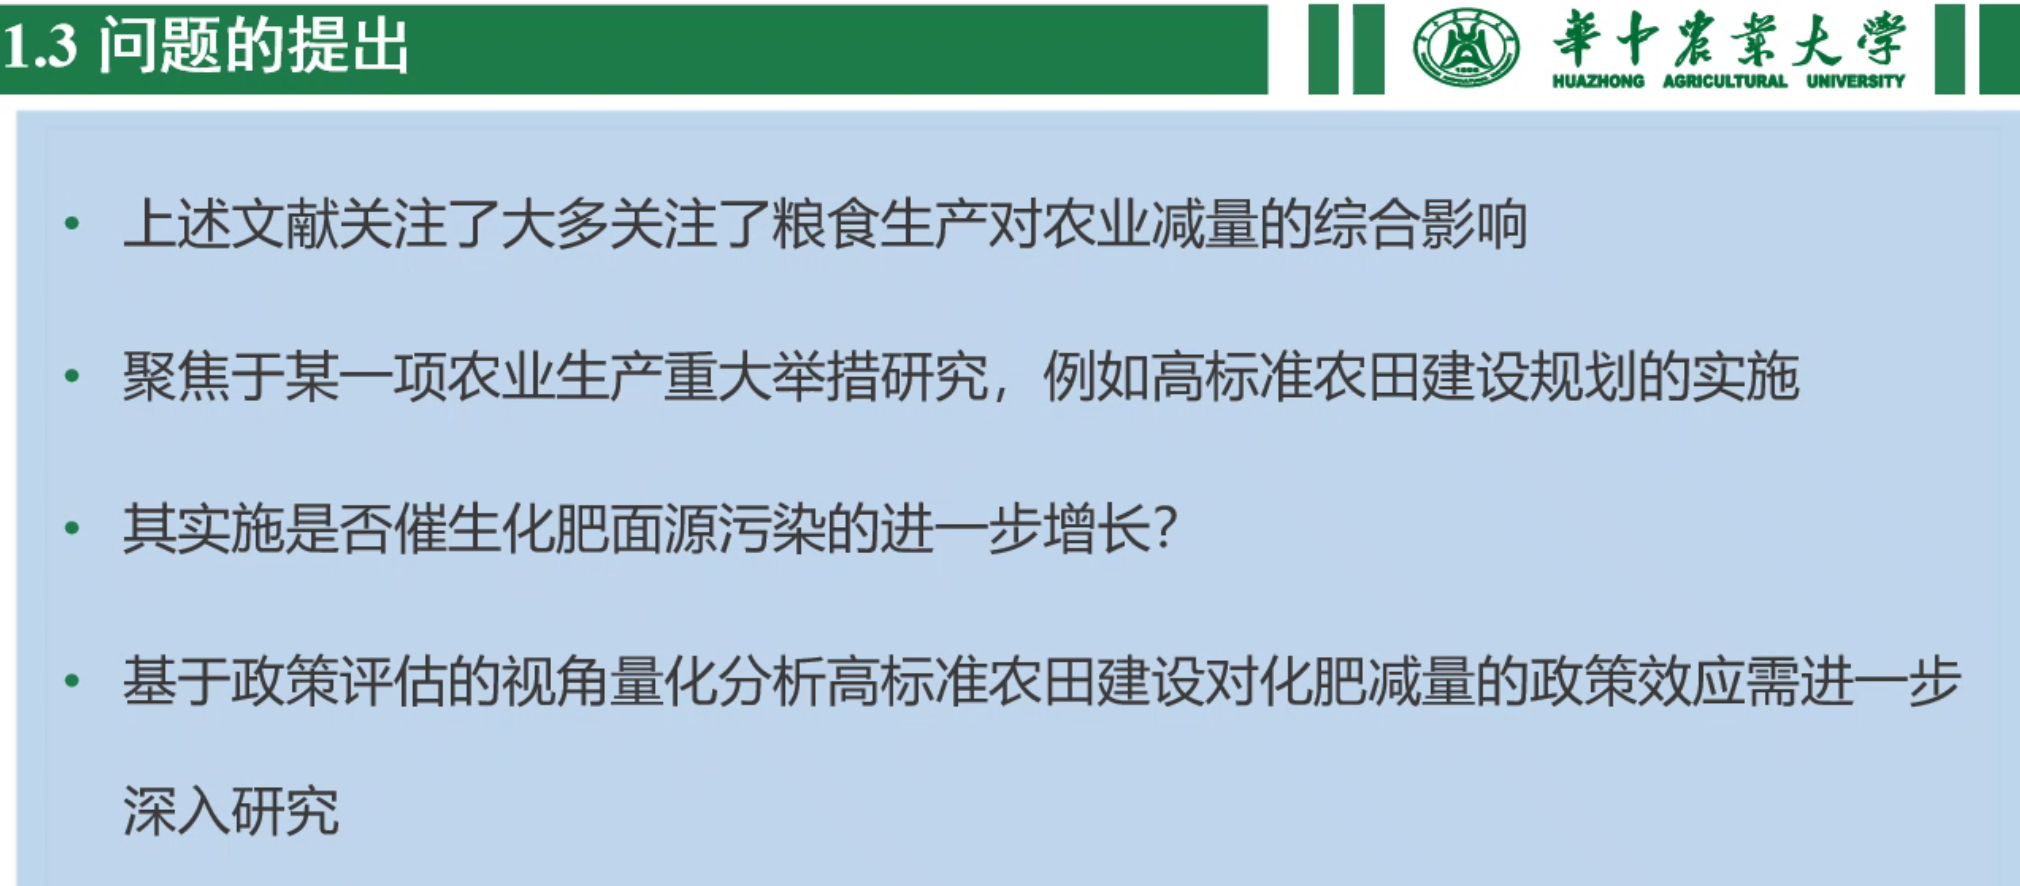 1.3 问题的提出
華中农業大学
HUAZHONG AGRICULTURAL UNIVERSITY
• 上述文献关注了大多关注了粮食生产对农业减量的综合影响
• 聚焦于某一项农业生产重大举措研究，例如高标准农田建设规划的实施
• 其实施是否催生化肥面源污染的进一步增长？
• 基于政策评估的视角量化分析高标准农田建设对化肥减量的政策效应需进一步
深入研究